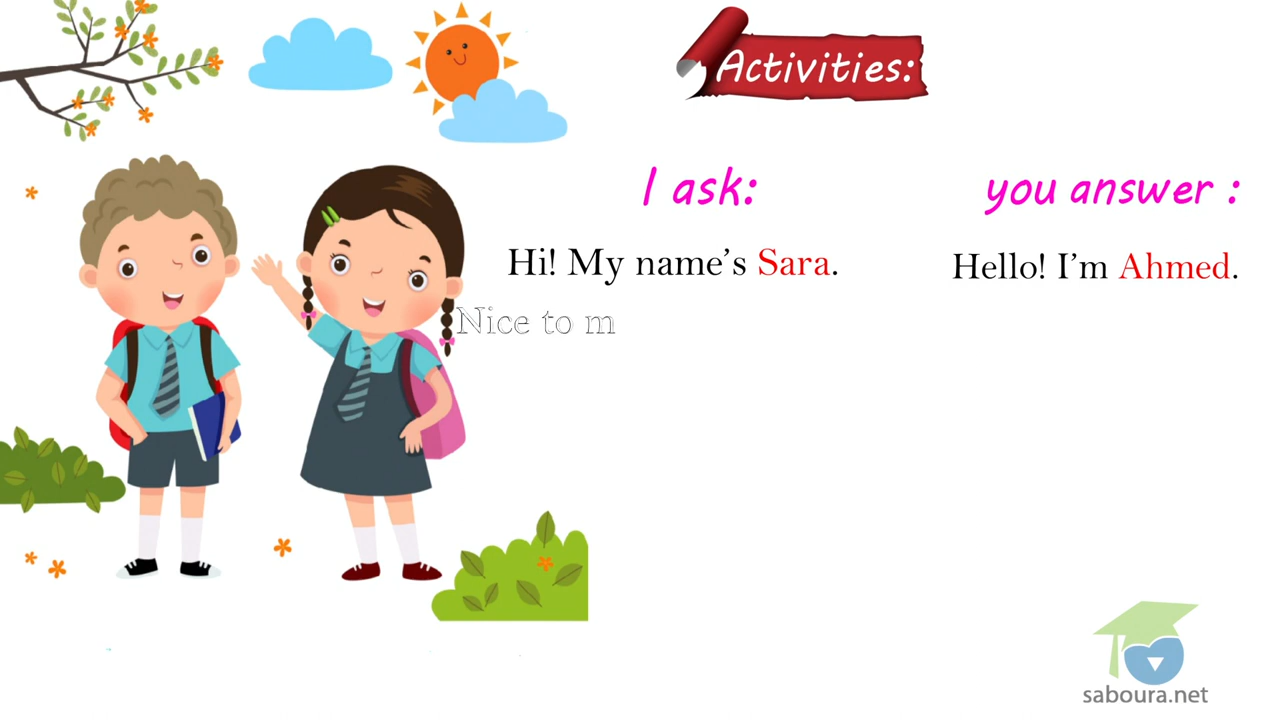 Activities:
I ask:
you answer :
Hi! My name's Sara.
Hello! I'm Ahmed.
Nice to m
saboura.net